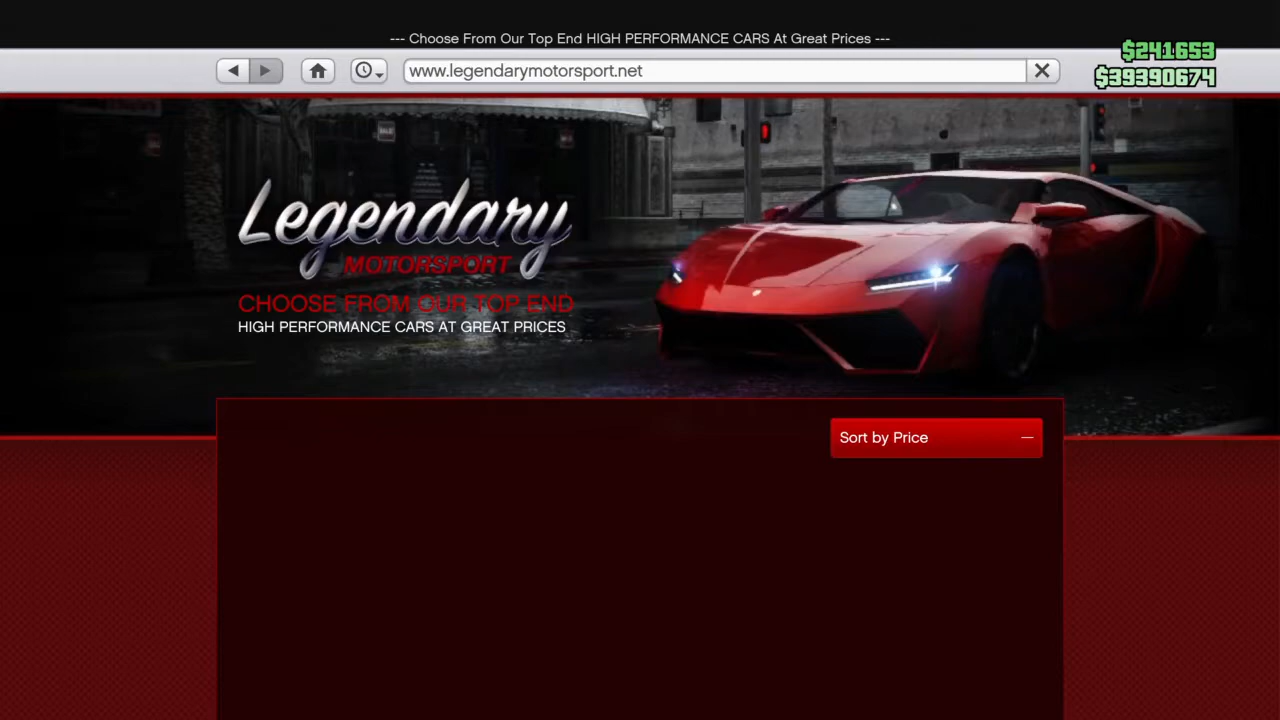 --- Choose From Our Top End HIGH PERFORMANCE CARS At Great Prices ---
www.legendarymotorsport.net
$241653
$39390674
Legendary
MOTORSPORT
CHOOSE FROM OUR TOP END
HIGH PERFORMANCE CARS AT GREAT PRICES
Sort by Price